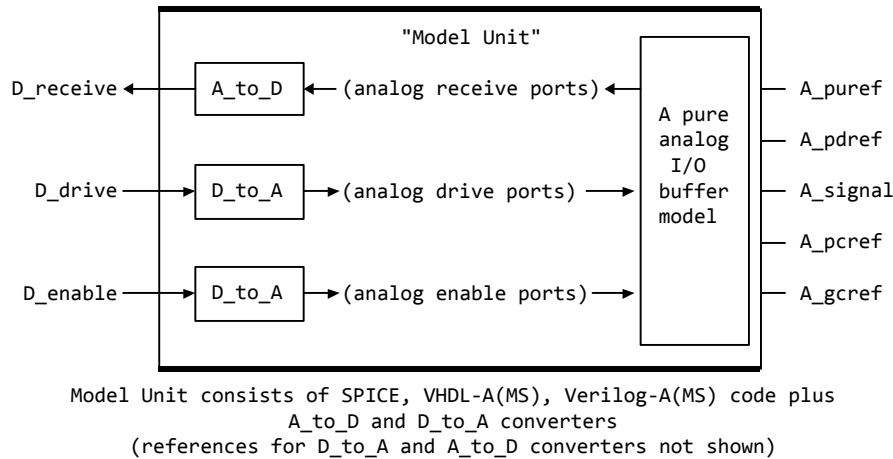 "Model Unit"
D_receive
A_to_D
(analog receive ports)
A_puref
A pure
analog
I/O
buffer
model
A_pdref
D_drive
D_to_A
(analog drive ports)
A_signal
A_pcref
D_enable
D_to_A
(analog enable ports)
A_gcref
Model Unit consists of SPICE, VHDL-A(MS), Verilog-A(MS) code plus
A_to_D and D_to_A converters
(references for D_to_A and A_to_D converters not shown)